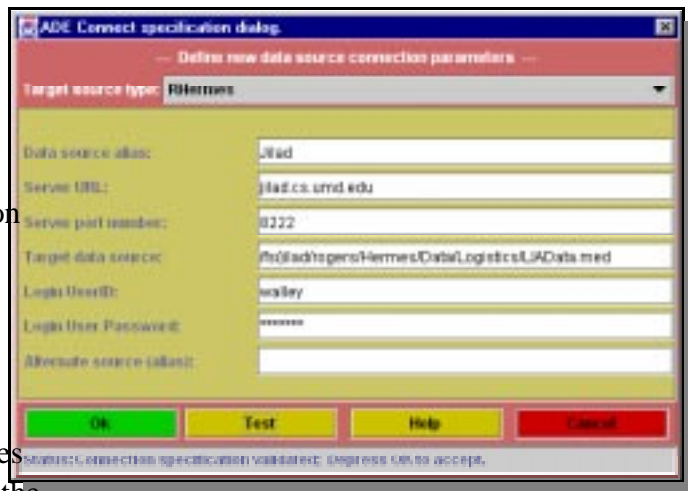 ADE Connect specification dialog.
--- Define new data source connection parameters ---
Target source type: RHermes
Data source alias: Jilad
Server URL: jilad.cs.umd.edu
on
Server port number: 8222
Target data source: /fs/jilad/rogers/Hermes/Data/Logistics/LIAData.med
Login UserID: walley
Login User Password: *******
Alternate source (alias):
Ok Test Help Cancel
es
Status: Connection specification validated; Depress OK to accept.
the